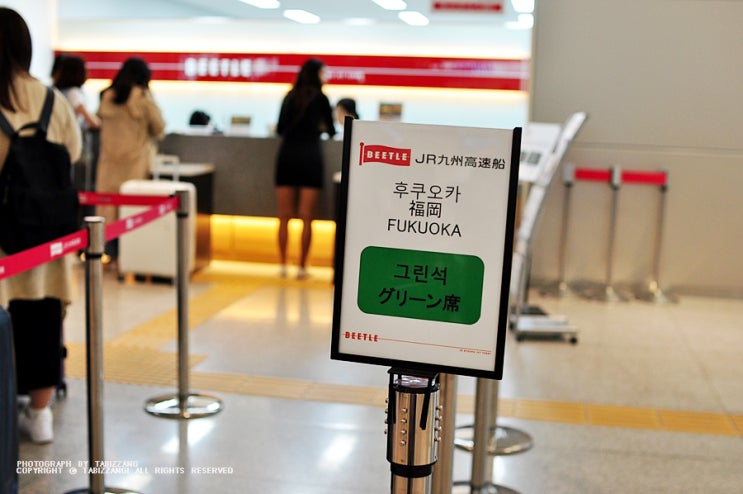 BEETLE
BEETLE JR九州高速船
후쿠오카
福岡
FUKUOKA
그린석
グリーン席
BEETLE
PHOTOGRAPH BY TABIZZANG
COPYRIGHT @ TABIZZANG! ALL RIGHTS RESERVED